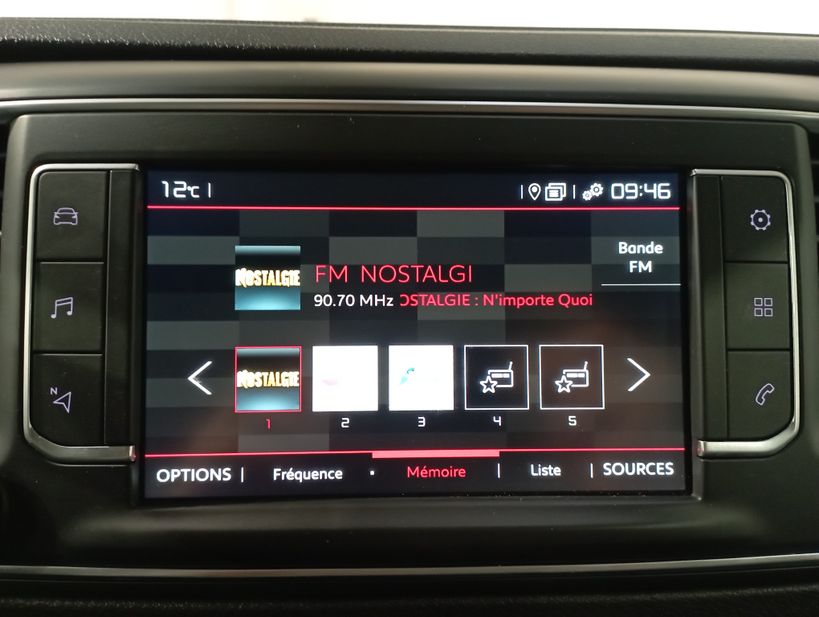 12°C
09:46
Bande
FM
NOSTALGIE
FM NOSTALGI
90.70 MHz OSTALGIE : N'importe Quoi
NOSTALGIE
1 2 3 4 5
N
OPTIONS Fréquence Mémoire Liste SOURCES